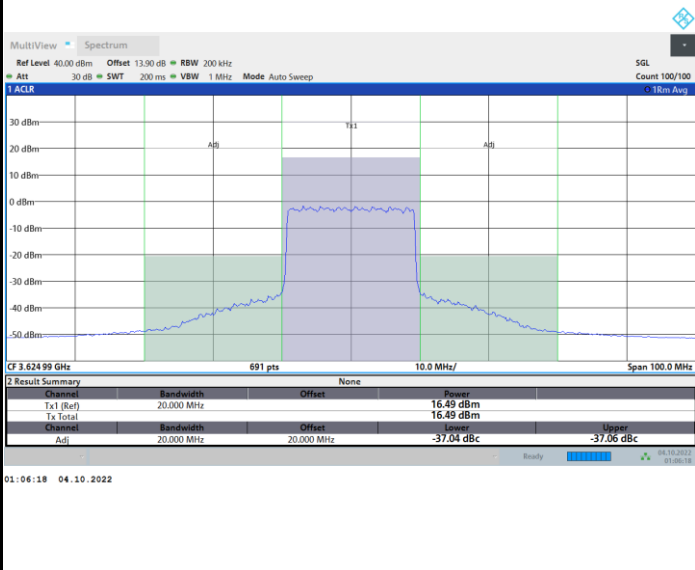 MultiView Spectrum
Ref Level 40.00 dBm Offset 13.90 dB RBW 200 kHz SGL
Att 30 dB SWT 200 ms VBW 1 MHz Mode Auto Sweep Count 100/100
1 ACLR 1Rm Avg
30 dBm
Tx1
20 dBm
Adj Adj
10 dBm
0 dBm
-10 dBm
-20 dBm
-30 dBm
-40 dBm
-50 dBm
CF 3.62499 GHz 691 pts 10.0 MHz/ Span 100.0 MHz
2 Result Summary None
Channel Bandwidth Offset Power
Tx1 (Ref) 20.000 MHz 16.49 dBm
Tx Total 16.49 dBm
Channel Bandwidth Offset Lower Upper
Adj 20.000 MHz 20.000 MHz -37.04 dBc -37.06 dBc
Ready 04.10.2022
01:06:18
01:06:18 04.10.2022